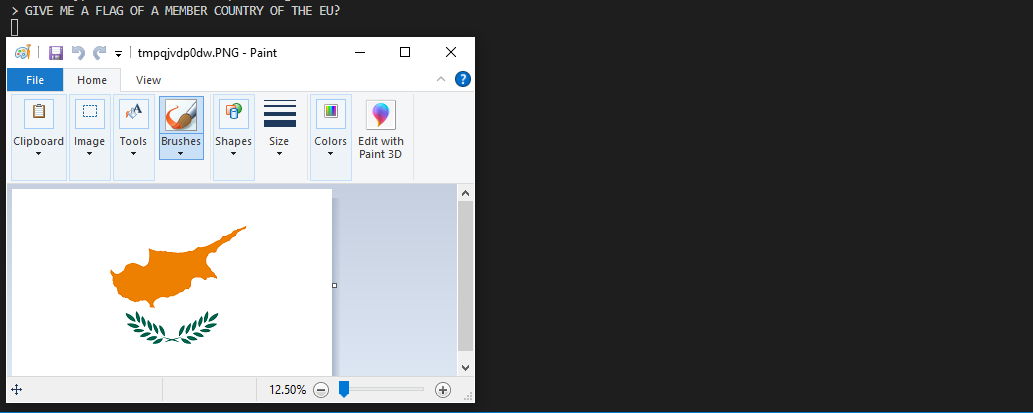 > GIVE ME A FLAG OF A MEMBER COUNTRY OF THE EU?
tmpqjvdp0dw.PNG - Paint
File Home View
?
Clipboard Image Tools Brushes Shapes Size Colors Edit with
Paint 3D
12.50%